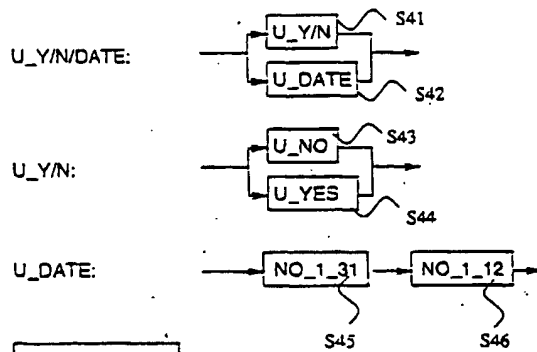 U_Y/N S41
U_Y/N/DATE:
U_DATE
S42
U_NO S43
U_Y/N:
U_YES
S44
U_DATE: NO_1_31 NO_1_12
S45 S46